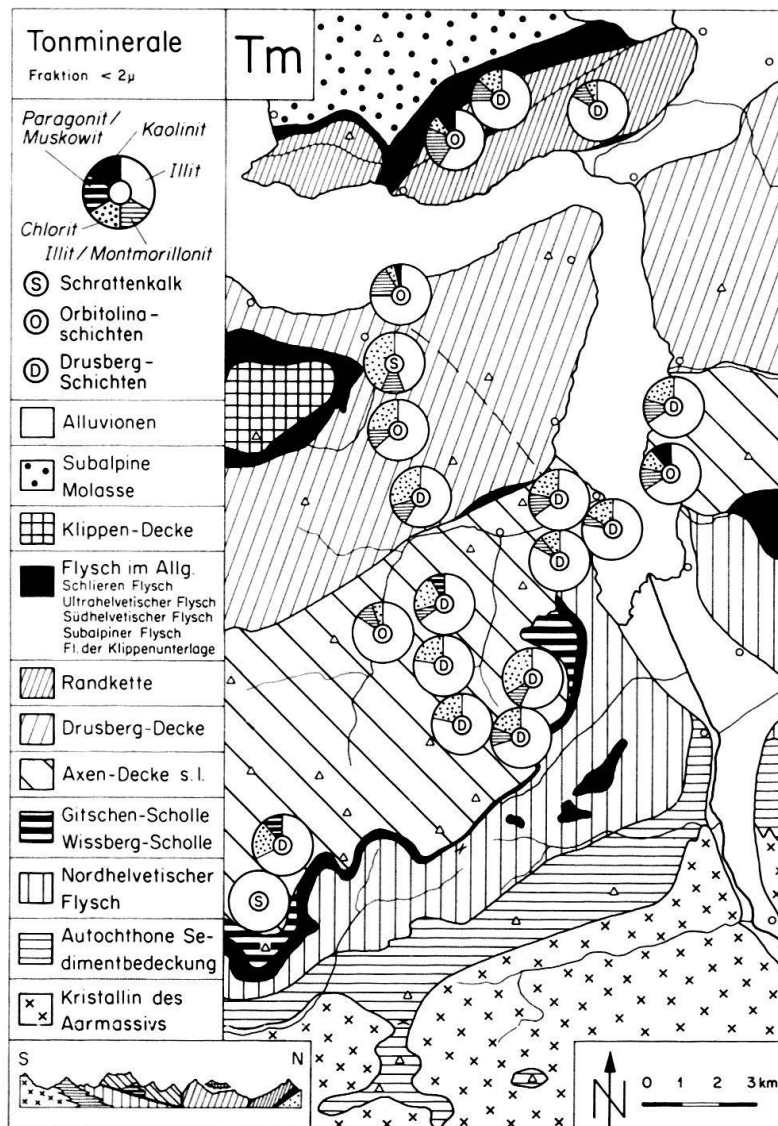 Tonminerale
Fraktion < 2µ
Tm
Paragonit/
Muskowit
Kaolinit
Illit
Chlorit
Illit/Montmorillonit
S Schrattenkalk
O Orbitolina-
schichten
D Drusberg-
Schichten
Alluvionen
Subalpine
Molasse
Klippen-Decke
Flysch im Allg.
Schlieren Flysch
Ultrahelvetischer Flysch
Südhelvetischer Flysch
Subalpiner Flysch
Fl. der Klippenunterlage
Randkette
Drusberg-Decke
Axen-Decke s.l.
Gitschen-Scholle
Wissberg-Scholle
Nordhelvetischer
Flysch
Autochthone Se-
dimentbedeckung
Kristallin des
Aarmassivs
S N
D
D
O
O
S
O
D
D
O
D
D
D
D
O
D
O
D
D
D
S
N
0 1 2 3 km